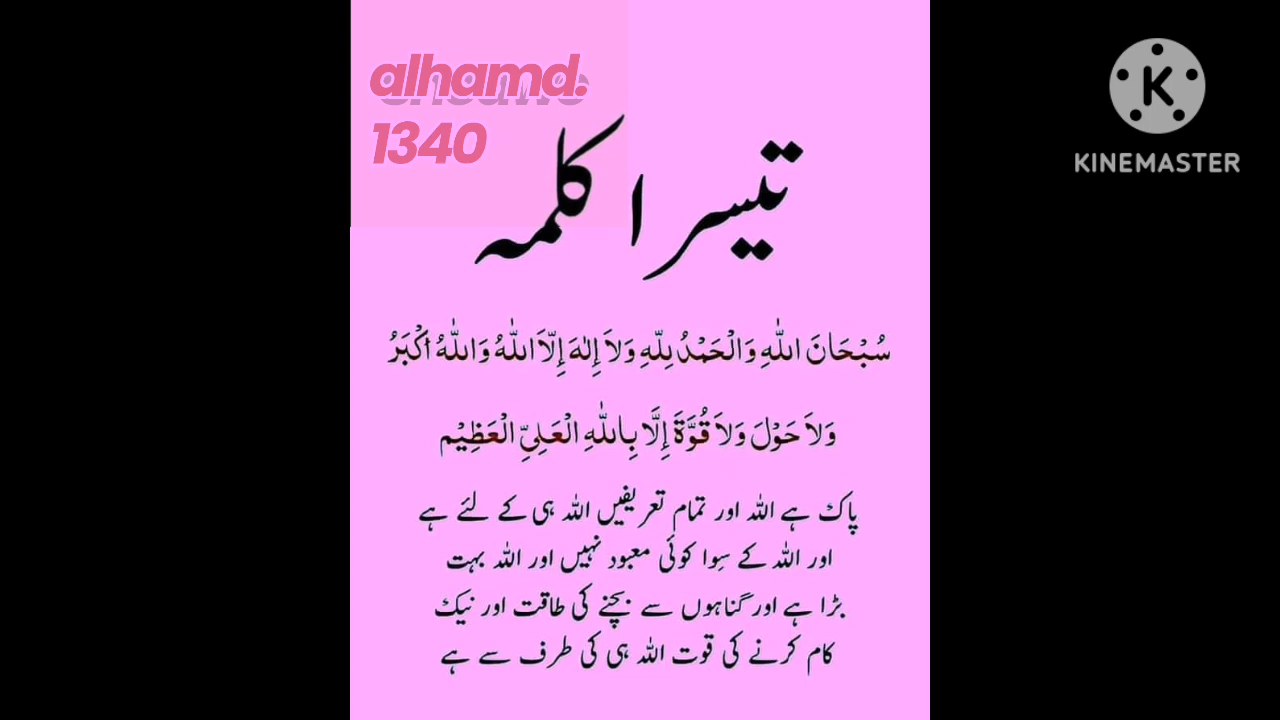 alhamd.
1340
KINEMASTER
تیسرا کلمہ
سُبْحَانَ اللّٰهِ وَالْحَمْدُ لِلّٰهِ وَلَا إِلٰهَ إِلَّا اللّٰهُ وَاللّٰهُ اَكْبَرُ
وَلَا حَوْلَ وَلَا قُوَّةَ إِلَّا بِاللّٰهِ الْعَلِىِّ الْعَظِيْم
پاک ہے اللہ اور تمام تعریفیں اللہ ہی کے لئے ہے
اور اللہ کے سِوا کوئی معبود نہیں اور اللہ بہت
بڑا ہے اور گناہوں سے بچنے کی طاقت اور نیک
کام کرنے کی قوت اللہ ہی کی طرف سے ہے